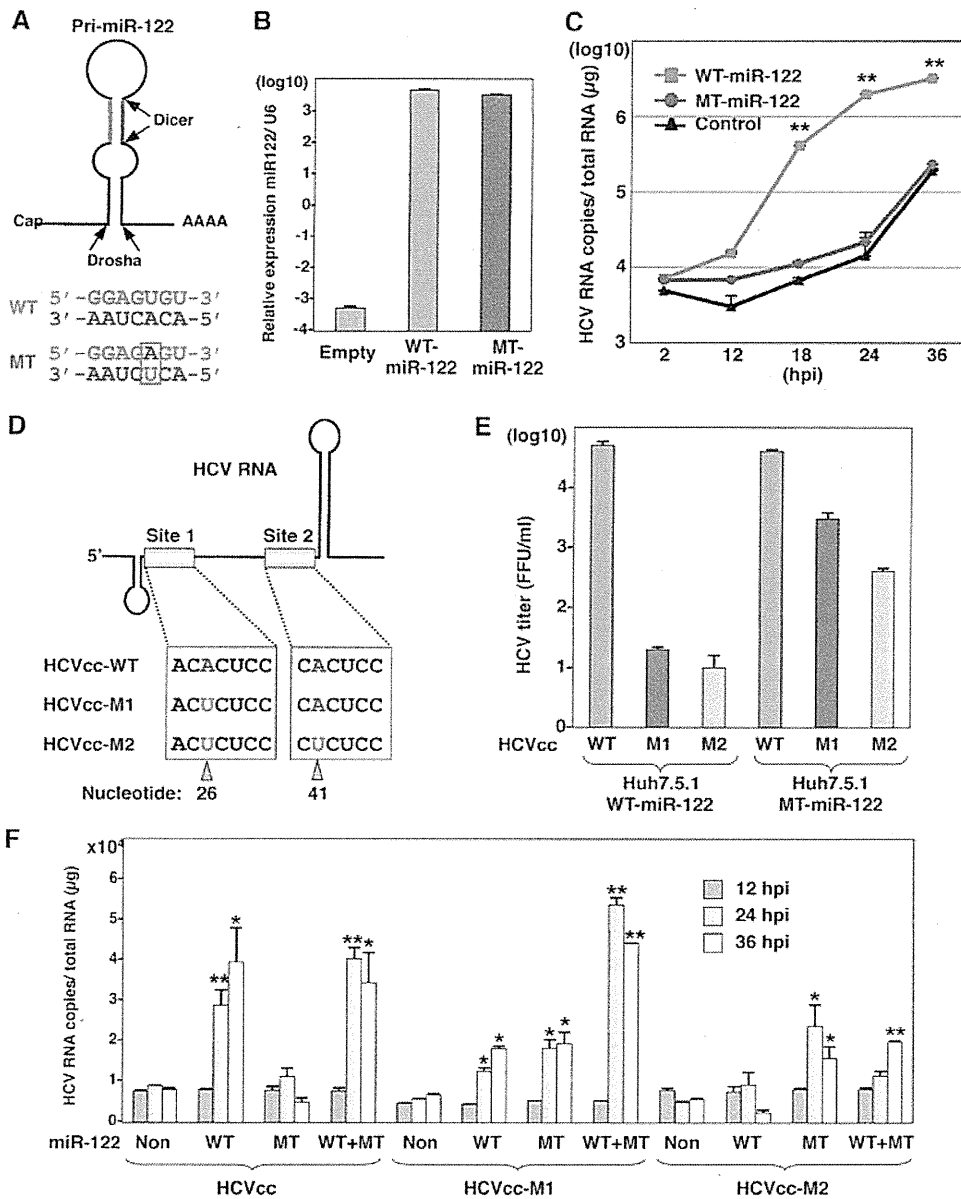 A
Pri-miR-122
Dicer
Cap
AAAA
Drosha
WT 5'-GGAGUGU-3'
3'-AAUCACA-5'
MT 5'-GGAGAGU-3'
3'-AAUCUCA-5'
B
(log10)
Relative expression miR122/ U6
3
2
1
0
-1
-2
-3
-4
Empty WT-miR-122 MT-miR-122
C
(log10)
HCV RNA copies/ total RNA (µg)
WT-miR-122
MT-miR-122
Control
** ** **
6
5
4
3
2 12 18 24 36
(hpi)
D
HCV RNA
5'
Site 1 Site 2
HCVcc-WT ACACUCC CACUCC
HCVcc-M1 ACUCUCC CACUCC
HCVcc-M2 ACUCUCC CUCUCC
Nucleotide: 26 41
E
(log10)
HCV titer (FFU/ml)
4
3
2
1
0
HCVcc WT M1 M2 WT M1 M2
Huh7.5.1 WT-miR-122
Huh7.5.1 MT-miR-122
F
x10⁴
HCV RNA copies/ total RNA (µg)
6
5
4
3
2
1
0
12 hpi
24 hpi
36 hpi
** * ** * * * * * ** ** * * **
miR-122 Non WT MT WT+MT Non WT MT WT+MT Non WT MT WT+MT
HCVcc HCVcc-M1 HCVcc-M2